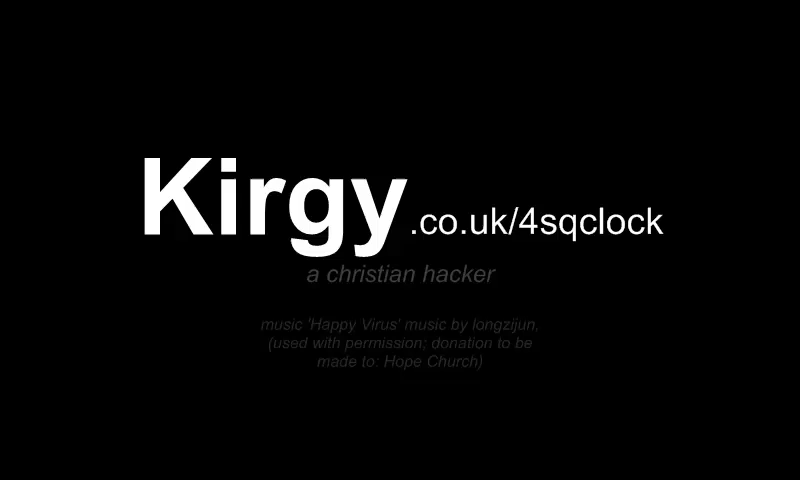 Kirgy.co.uk/4sqclock
a christian hacker
music 'Happy Virus' music by longzijun,
(used with permission; donation to be
made to: Hope Church)